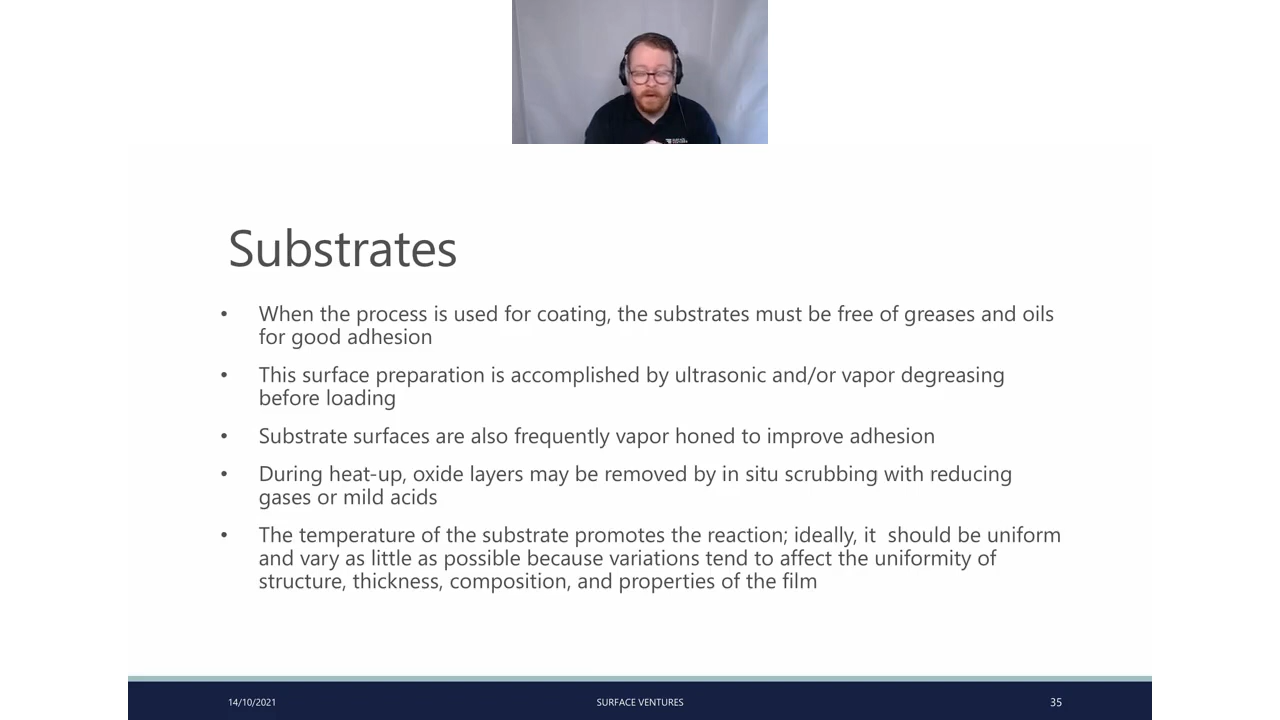 Substrates
• When the process is used for coating, the substrates must be free of greases and oils
for good adhesion
• This surface preparation is accomplished by ultrasonic and/or vapor degreasing
before loading
• Substrate surfaces are also frequently vapor honed to improve adhesion
• During heat-up, oxide layers may be removed by in situ scrubbing with reducing
gases or mild acids
• The temperature of the substrate promotes the reaction; ideally, it  should be uniform
and vary as little as possible because variations tend to affect the uniformity of
structure, thickness, composition, and properties of the film
14/10/2021
SURFACE VENTURES
35